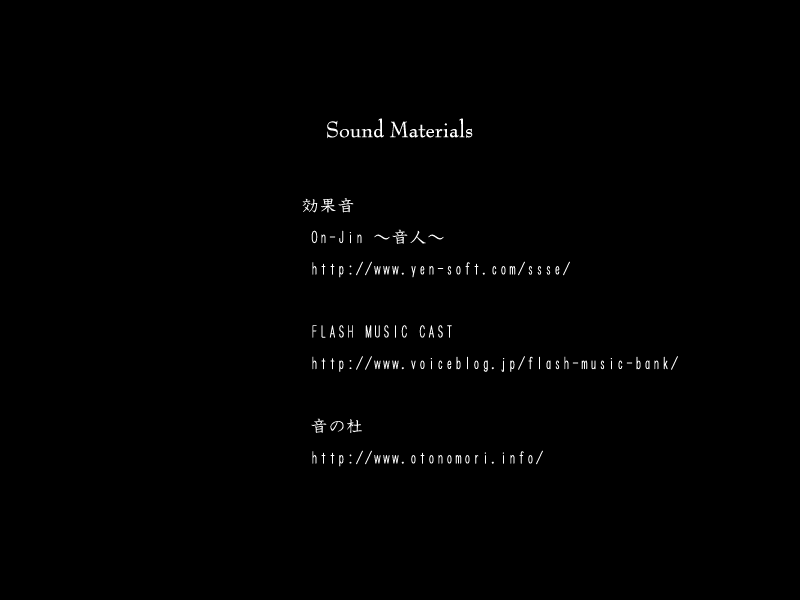 Sound Materials
効果音
On-Jin ～音人～
http://www.yen-soft.com/ssse/
FLASH MUSIC CAST
http://www.voiceblog.jp/flash-music-bank/
音の杜
http://www.otonomori.info/